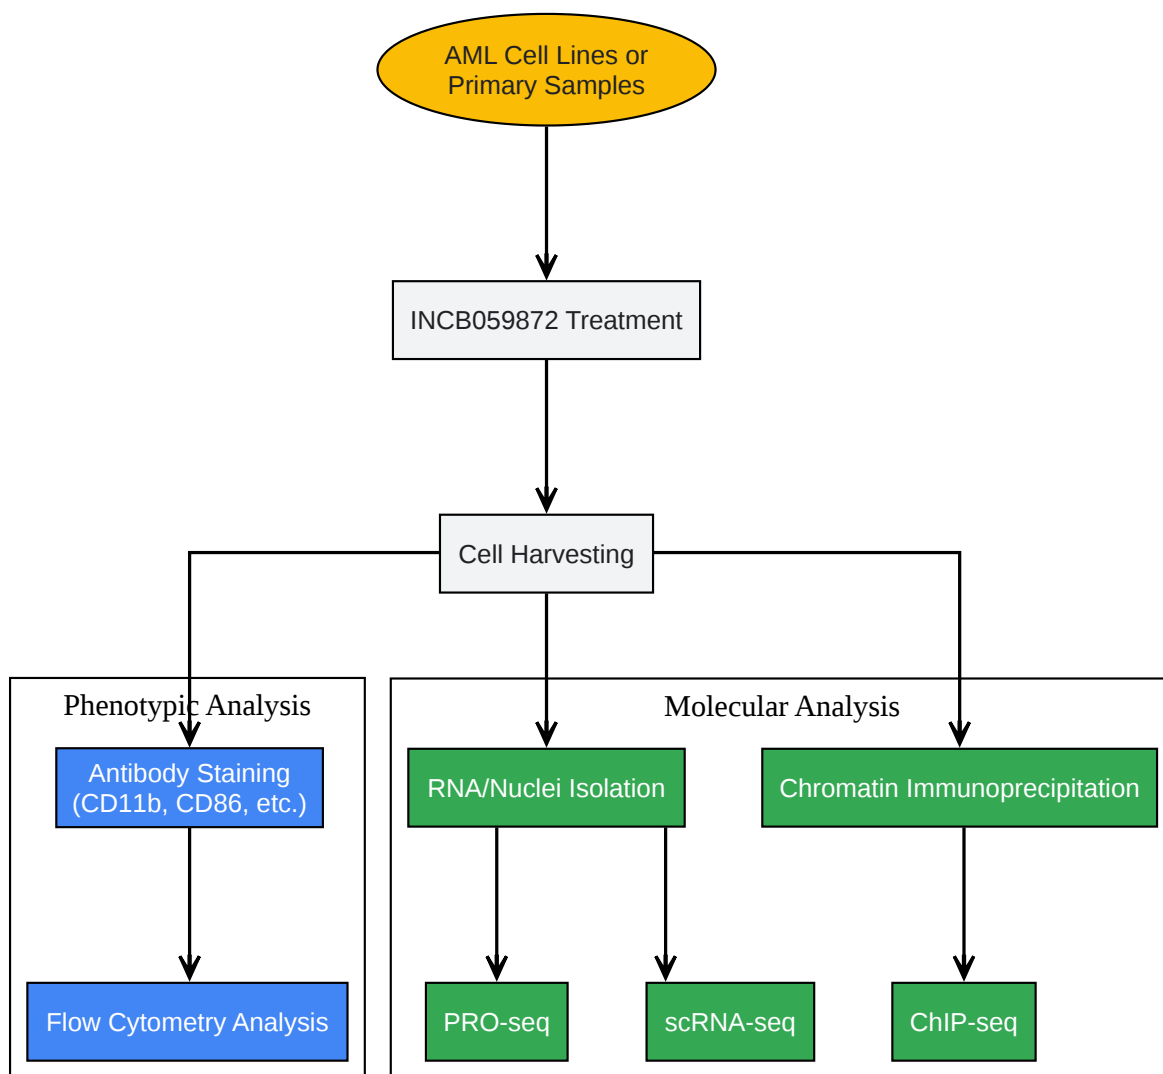 AML Cell Lines or
Primary Samples
INCB059872 Treatment
Cell Harvesting
Phenotypic Analysis
Molecular Analysis
Antibody Staining
(CD11b, CD86, etc.)
RNA/Nuclei Isolation
Chromatin Immunoprecipitation
Flow Cytometry Analysis
PRO-seq
scRNA-seq
ChIP-seq